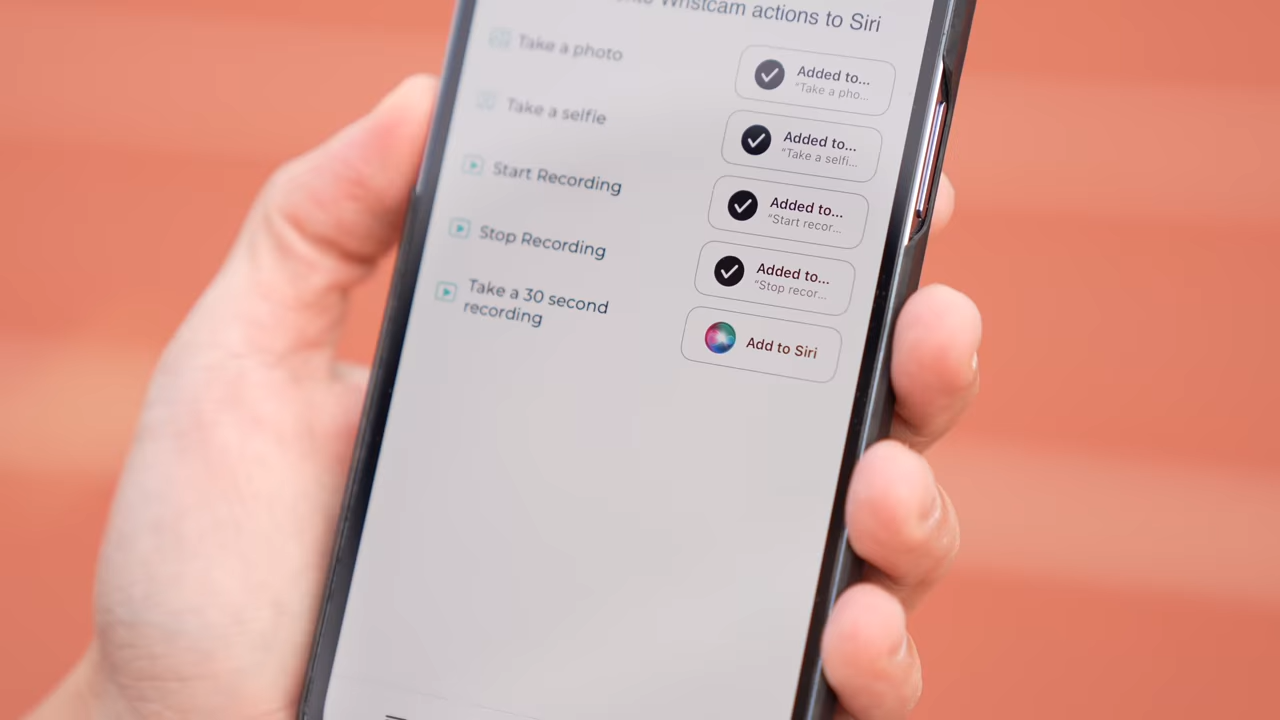 Wristcam actions to Siri
Take a photo
Added to...
"Take a pho...
Take a selfie
Added to...
"Take a selfi...
Start Recording
Added to...
"Start recor...
Stop Recording
Added to...
"Stop recor...
Take a 30 second
recording
Add to Siri